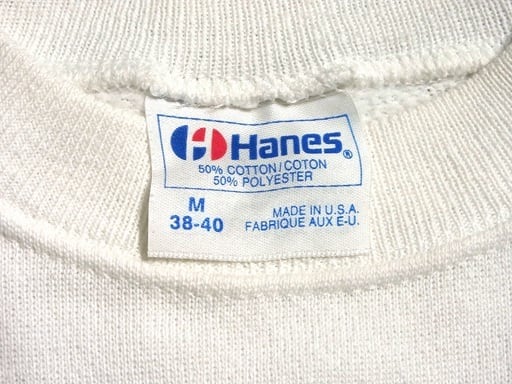 Hanes®
50% COTTON/COTON
50% POLYESTER
M
38-40
MADE IN U.S.A.
FABRIQUE AUX E-U.